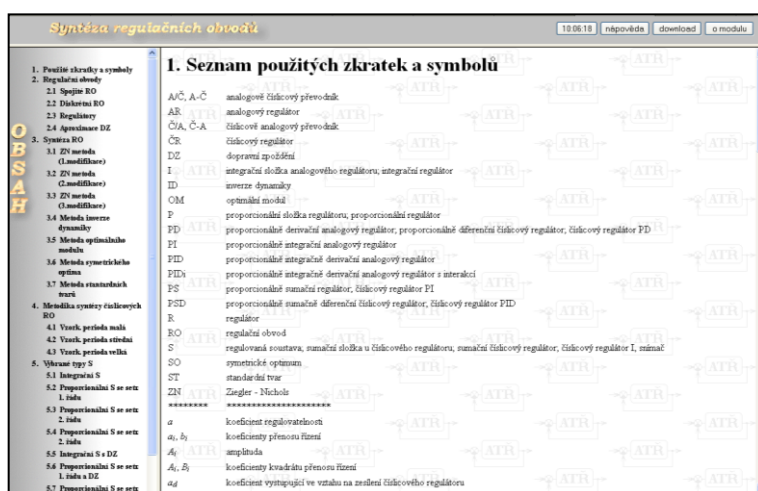 Syntéza regulačních obvodů
10:06:18 nápověda download o modulu
OBSAH
1. Použité zkratky a symboly
2. Regulační obvody
2.1 Spojité RO
2.2 Diskrétní RO
2.3 Regulátory
2.4 Aproximace DZ
3. Syntéza RO
3.1 ZN metoda
(1.modifikace)
3.2 ZN metoda
(2.modifikace)
3.3 ZN metoda
(3.modifikace)
3.4 Metoda inverze
dynamiky
3.5 Metoda optimálního
modulu
3.6 Metoda symetrického
optima
3.7 Metoda standardních
tvarů
4. Metodika syntézy číslicových
RO
4.1 Vzork. perioda malá
4.2 Vzork. perioda střední
4.3 Vzork. perioda velká
5. Vybrané typy S
5.1 Integrační S
5.2 Proporcionální S se setr.
1. řádu
5.3 Proporcionální S se setr.
2. řádu
5.4 Proporcionální S se setr.
2. řádu
5.5 Integrační S s DZ
5.6 Proporcionální S se setr.
1. řádu a DZ
5.7 Proporcionální S se setr.
1. Seznam použitých zkratek a symbolů
A/Č, A-Č analogově číslicový převodník
AR analogový regulátor
Č/A, Č-A číslicově analogový převodník
ČR číslicový regulátor
DZ dopravní zpoždění
I integrační složka analogového regulátoru; integrační regulátor
ID inverze dynamiky
OM optimální modul
P proporcionální složka regulátoru; proporcionální regulátor
PD proporcionálně derivační analogový regulátor; proporcionálně diferenční číslicový regulátor, číslicový regulátor PD
PI proporcionálně integrační analogový regulátor
PID proporcionálně integračně derivační analogový regulátor
PIDi proporcionálně integračně derivační analogový regulátor s interakcí
PS proporcionálně sumační regulátor, číslicový regulátor PI
PSD proporcionálně sumačně diferenční číslicový regulátor, číslicový regulátor PID
R regulátor
RO regulační obvod
S regulovaná soustava, sumační složka u číslicového regulátoru, sumační číslicový regulátor, číslicový regulátor I, snímač
SO symetrické optimum
ST standardní tvar
ZN Ziegler - Nichols
******** **********************
a koeficient regulovatelnosti
ai, bi koeficienty přenosu řízení
Ai amplituda
Ai, Bi koeficienty kvadrátu přenosu řízení
ad koeficient vystupující ve vztahu na zesílení číslicového regulátoru